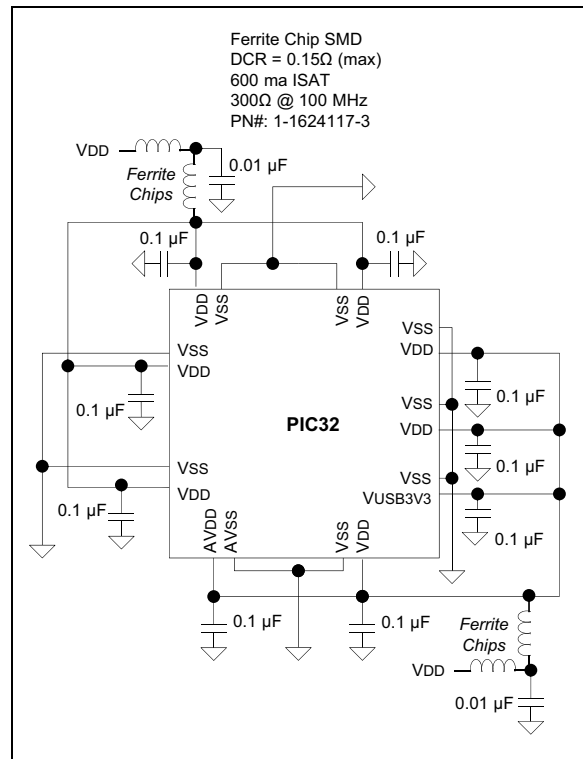 Ferrite Chip SMD
DCR = 0.15Ω (max)
600 ma ISAT
300Ω @ 100 MHz
PN#: 1-1624117-3
VDD
0.01 µF
Ferrite
Chips
0.1 µF
0.1 µF
VDD
VSS
VSS
VDD
VSS
VDD
0.1 µF
VSS
VDD
0.1 µF
PIC32
VSS
VDD
0.1 µF
VSS
VDD
0.1 µF
VSS
VUSB3V3
0.1 µF
AVDD
AVSS
VSS
VDD
0.1 µF
0.1 µF
Ferrite
Chips
VDD
0.01 µF